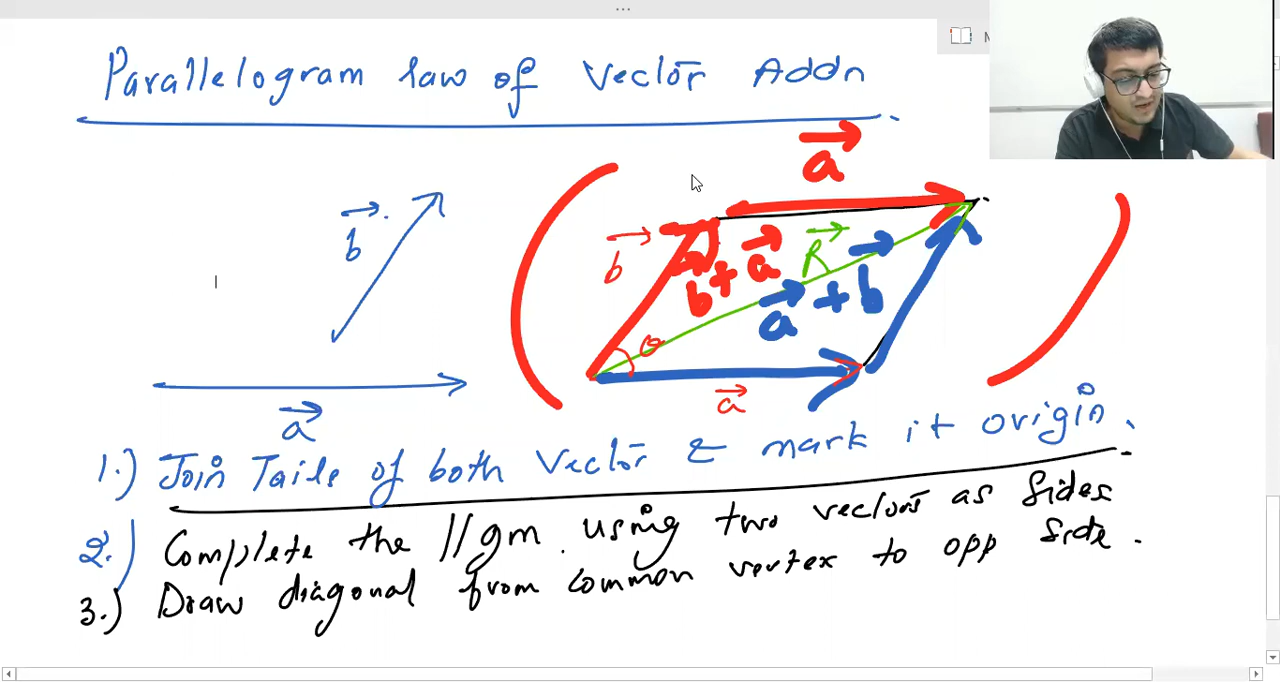 Parallelogram law of Vector Addn
a
b
b
a
R
b + a
a + b
θ
a
a
1.) Join Tails of both Vector & mark it origin.
2.) Complete the //gm using two vectors as sides
3.) Draw diagonal from common vertex to opp side.